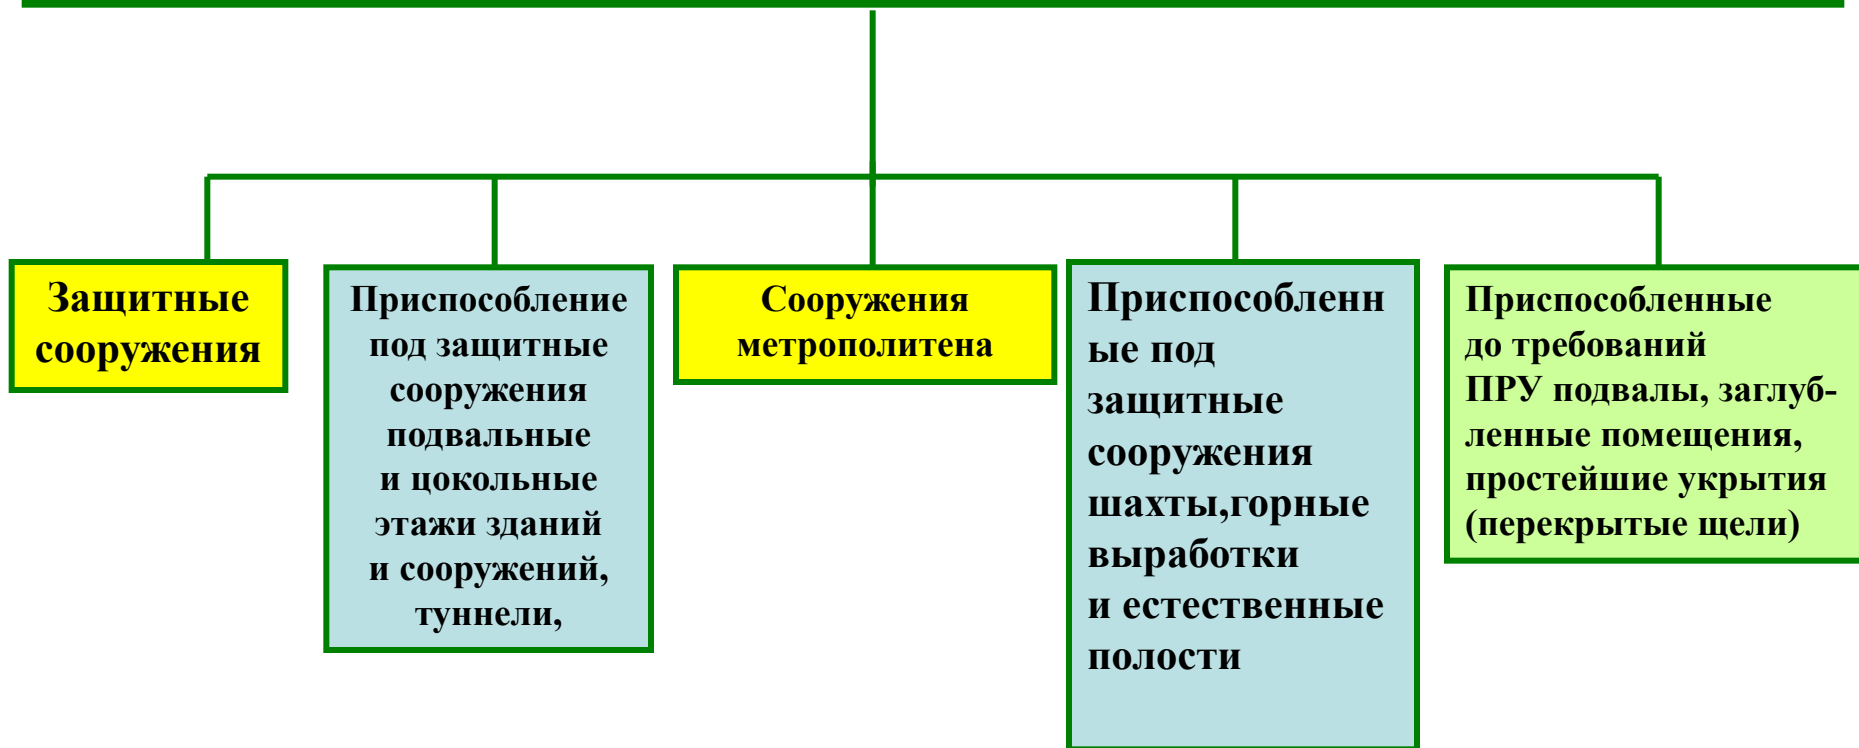 Защитные
сооружения
Приспособление
под защитные
сооружения
подвальные
и цокольные
этажи зданий
и сооружений,
туннели,
Сооружения
метрополитена
Приспособленн
ые под
защитные
сооружения
шахты,горные
выработки
и естественные
полости
Приспособленные
до требований
ПРУ подвалы, заглуб-
ленные помещения,
простейшие укрытия
(перекрытые щели)